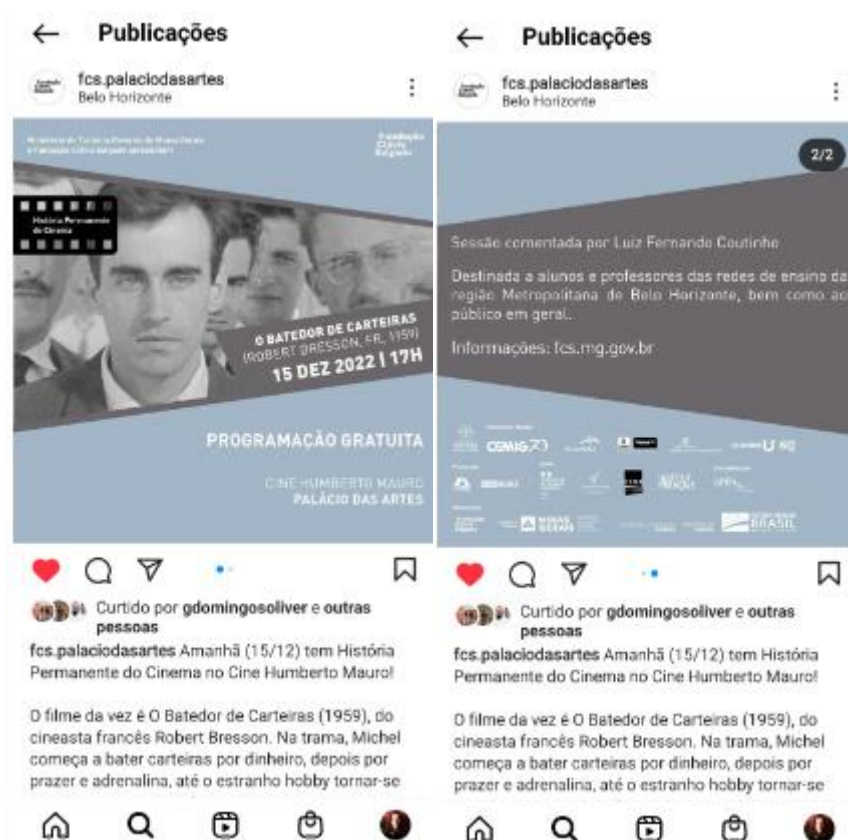 Publicações
fcs.palaciodasartes
Belo Horizonte
Fundação
Clóvis
Salgado
História Permanente
do Cinema
O BATEDOR DE CARTEIRAS
(ROBERT BRESSON, FR, 1959)
15 DEZ 2022 | 17H
PROGRAMAÇÃO GRATUITA
CINE HUMBERTO MAURO
PALÁCIO DAS ARTES
Curtido por gdomingosoliver e outras
pessoas
fcs.palaciodasartes Amanhã (15/12) tem História
Permanente do Cinema no Cine Humberto Mauro!
O filme da vez é O Batedor de Carteiras (1959), do
cineasta francês Robert Bresson. Na trama, Michel
começa a bater carteiras por dinheiro, depois por
prazer e adrenalina, até o estranho hobby tornar-se
Publicações
fcs.palaciodasartes
Belo Horizonte
2/2
Sessão comentada por Luiz Fernando Coutinho
Destinada a alunos e professores das redes de ensino da
região Metropolitana de Belo Horizonte, bem como ao
público em geral.
Informações: fcs.mg.gov.br
CEMIG 70
MINAS
GERAIS
BRASIL
Curtido por gdomingosoliver e outras
pessoas
fcs.palaciodasartes Amanhã (15/12) tem História
Permanente do Cinema no Cine Humberto Mauro!
O filme da vez é O Batedor de Carteiras (1959), do
cineasta francês Robert Bresson. Na trama, Michel
começa a bater carteiras por dinheiro, depois por
prazer e adrenalina, até o estranho hobby tornar-se